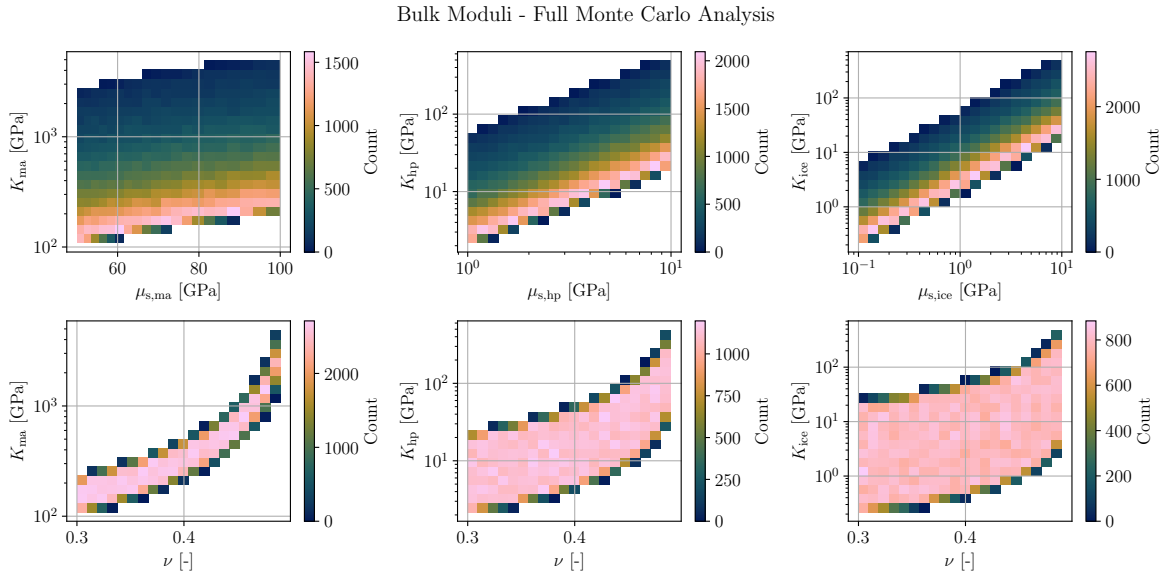 Bulk Moduli - Full Monte Carlo Analysis
K_ma [GPa]
10^3
10^2
60
80
100
μ_s,ma [GPa]
1500
1000
500
0
Count
K_hp [GPa]
10^2
10^1
10^0
10^1
μ_s,hp [GPa]
2000
1500
1000
500
0
Count
K_ice [GPa]
10^2
10^1
10^0
10^−1
10^0
10^1
μ_s,ice [GPa]
2000
1000
0
Count
K_ma [GPa]
10^3
10^2
0.3
0.4
ν [-]
2000
1000
0
Count
K_hp [GPa]
10^2
10^1
0.3
0.4
ν [-]
1000
750
500
250
0
Count
K_ice [GPa]
10^2
10^1
10^0
0.3
0.4
ν [-]
800
600
400
200
0
Count